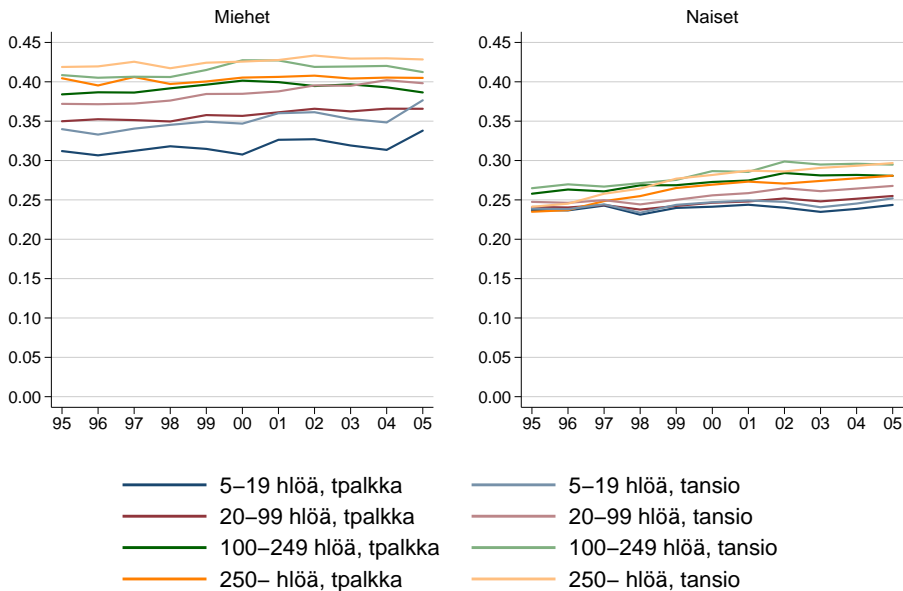 Miehet
0.45
0.40
0.35
0.30
0.25
0.20
0.15
0.10
0.05
0.00
95 96 97 98 99 00 01 02 03 04 05
Naiset
0.45
0.40
0.35
0.30
0.25
0.20
0.15
0.10
0.05
0.00
95 96 97 98 99 00 01 02 03 04 05
5−19 hlöä, tpalkka
5−19 hlöä, tansio
20−99 hlöä, tpalkka
20−99 hlöä, tansio
100−249 hlöä, tpalkka
100−249 hlöä, tansio
250− hlöä, tpalkka
250− hlöä, tansio